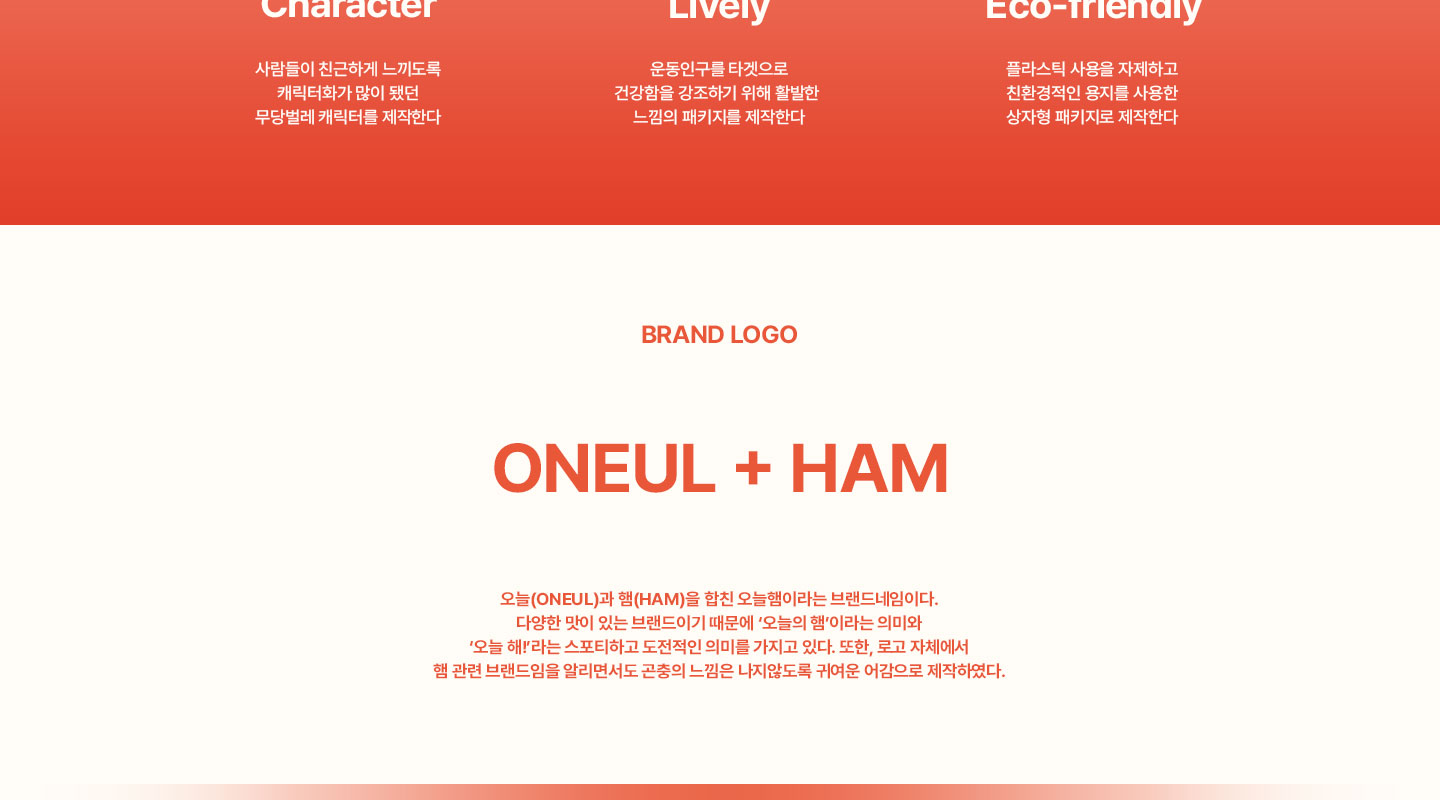 Character
사람들이 친근하게 느끼도록
캐릭터화가 많이 됐던
무당벌레 캐릭터를 제작한다
Lively
운동인구를 타겟으로
건강함을 강조하기 위해 활발한
느낌의 패키지를 제작한다
Eco-friendly
플라스틱 사용을 자제하고
친환경적인 용지를 사용한
상자형 패키지로 제작한다
BRAND LOGO
ONEUL + HAM
오늘(ONEUL)과 햄(HAM)을 합친 오늘햄이라는 브랜드네임이다.
다양한 맛이 있는 브랜드이기 때문에 ‘오늘의 햄’이라는 의미와
’오늘 해!’라는 스포티하고 도전적인 의미를 가지고 있다. 또한, 로고 자체에서
햄 관련 브랜드임을 알리면서도 곤충의 느낌은 나지않도록 귀여운 어감으로 제작하였다.